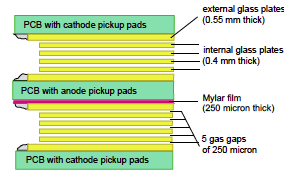 external glass plates
(0.55 mm thick)
PCB with cathode pickup pads
internal glass plates
(0.4 mm thick)
PCB with anode pickup pads
Mylar film
(250 micron thick)
5 gas gaps
of 250 micron
PCB with cathode pickup pads